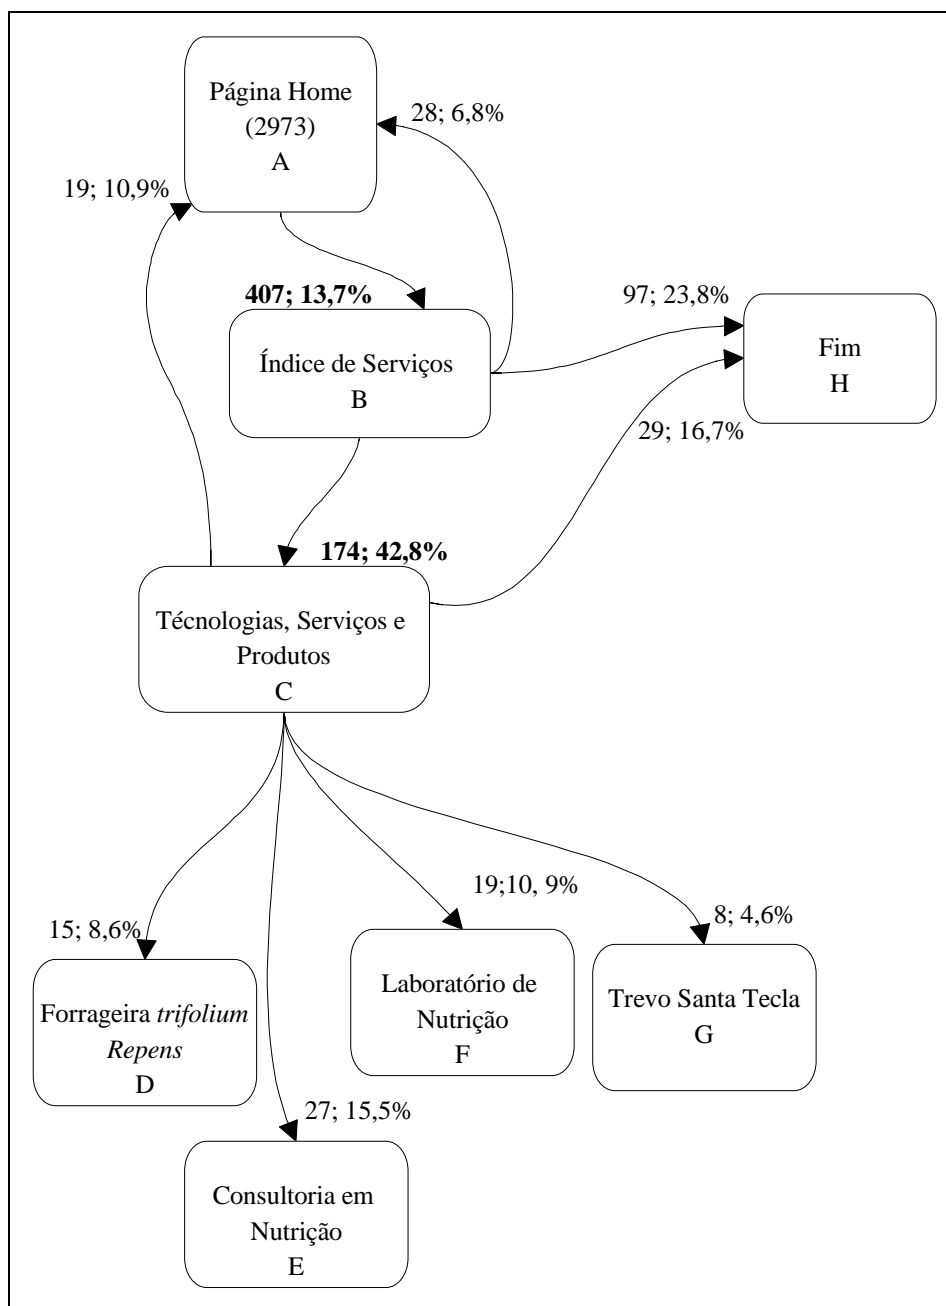 Página Home
(2973)
A
28; 6,8%
19; 10,9%
407; 13,7%
Índice de Serviços
B
97; 23,8%
Fim
H
29; 16,7%
174; 42,8%
Técnologias, Serviços e
Produtos
C
19;10, 9%
8; 4,6%
15; 8,6%
Forrageira trifolium
Repens
D
Laboratório de
Nutrição
F
Trevo Santa Tecla
G
27; 15,5%
Consultoria em
Nutrição
E